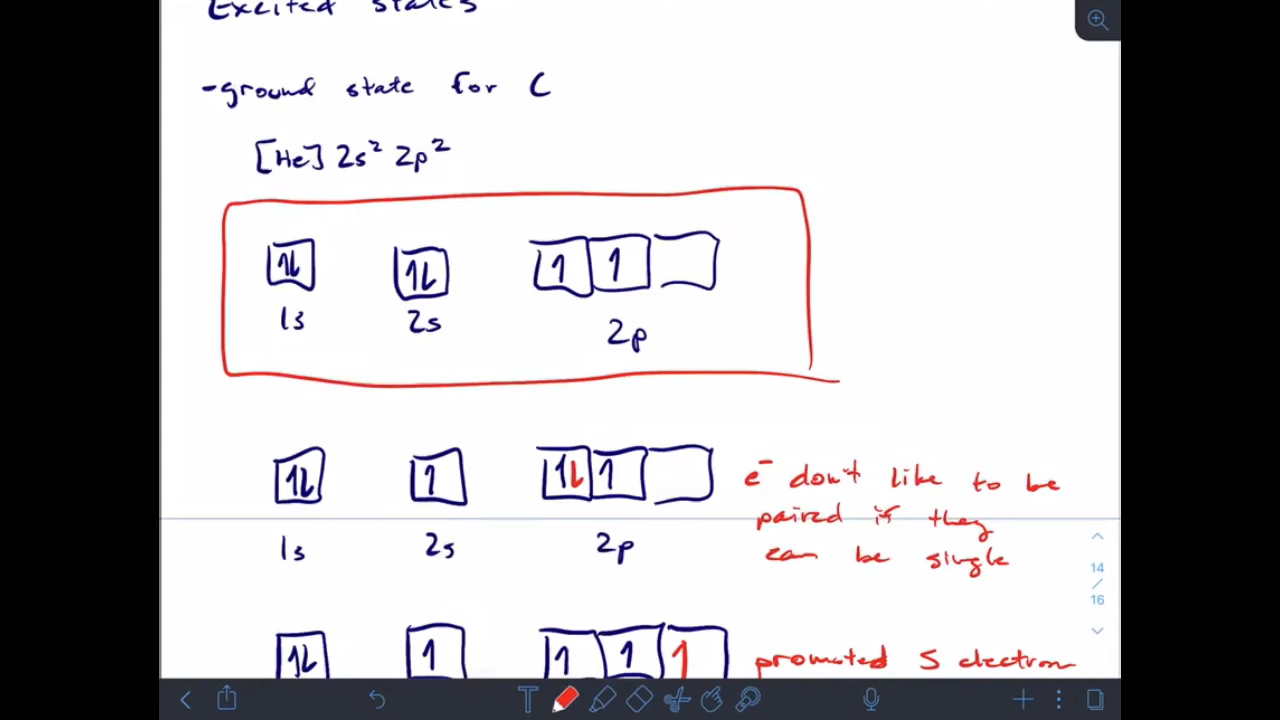 Excited states
-ground state for C
[He] 2s² 2p²
1s 2s 2p
e⁻ don't like to be
paired if they
can be single
1s 2s 2p
14
/
16
promoted S electron
T